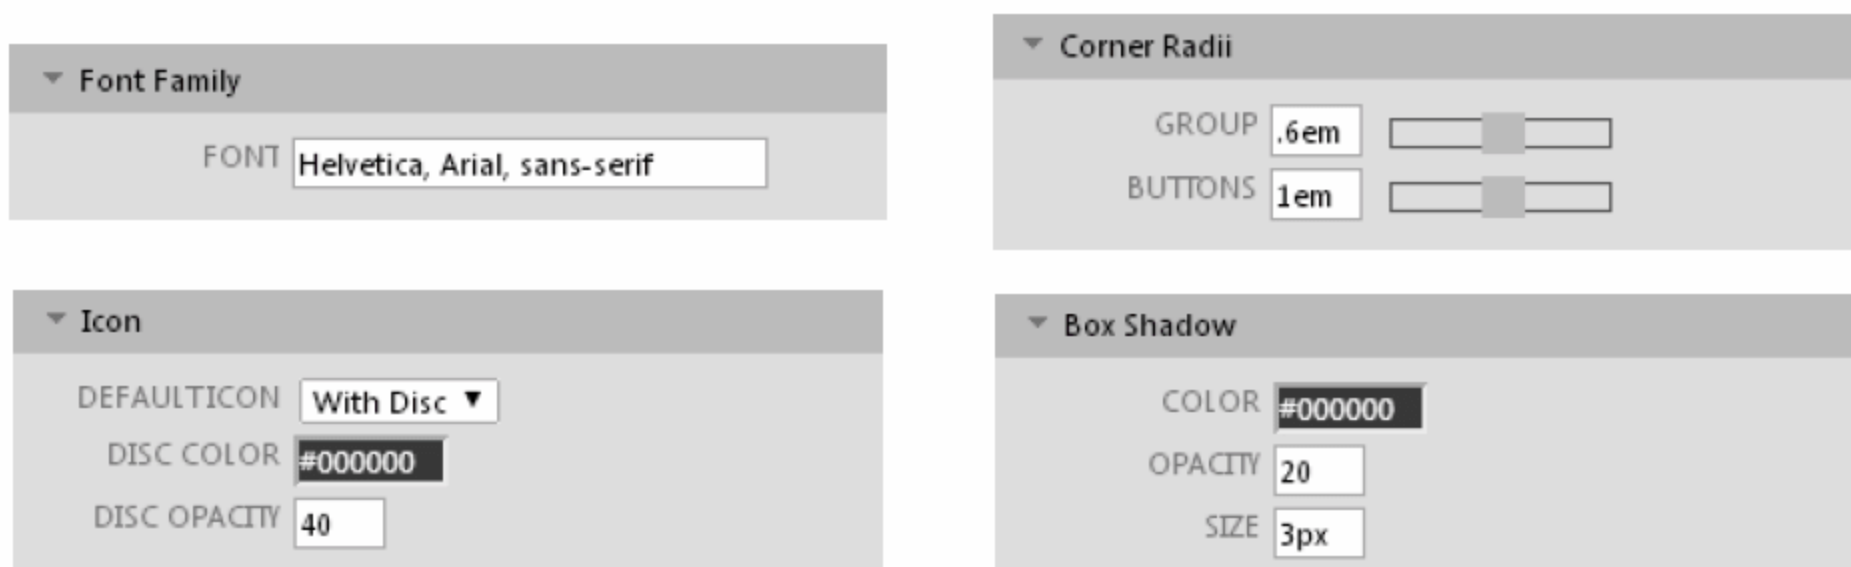 Font Family
FONT Helvetica, Arial, sans-serif
Icon
DEFAULTICON With Disc
DISC COLOR #000000
DISC OPACITY 40
Corner Radii
GROUP .6em
BUTTONS 1em
Box Shadow
COLOR #000000
OPACITY 20
SIZE 3px